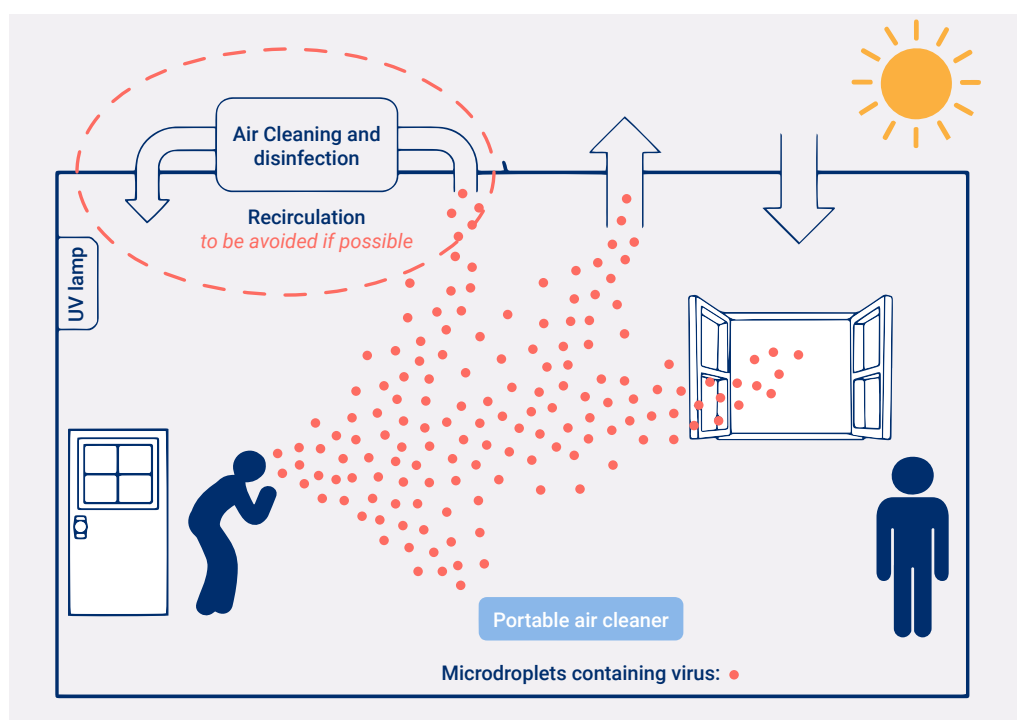 Air Cleaning and
disinfection
Recirculation
to be avoided if possible
UV lamp
Portable air cleaner
Microdroplets containing virus: